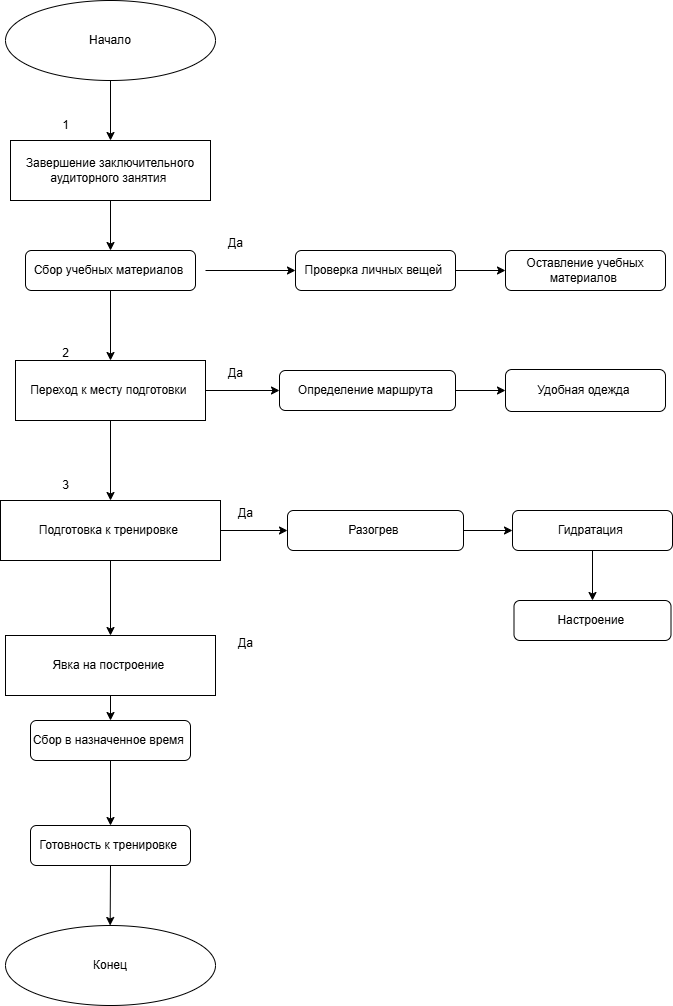 Начало
1
Завершение заключительного
аудиторного занятия
Да
Сбор учебных материалов
Проверка личных вещей
Оставление учебных
материалов
2
Да
Переход к месту подготовки
Определение маршрута
Удобная одежда
3
Да
Подготовка к тренировке
Разогрев
Гидратация
Настроение
Да
Явка на построение
Сбор в назначенное время
Готовность к тренировке
Конец